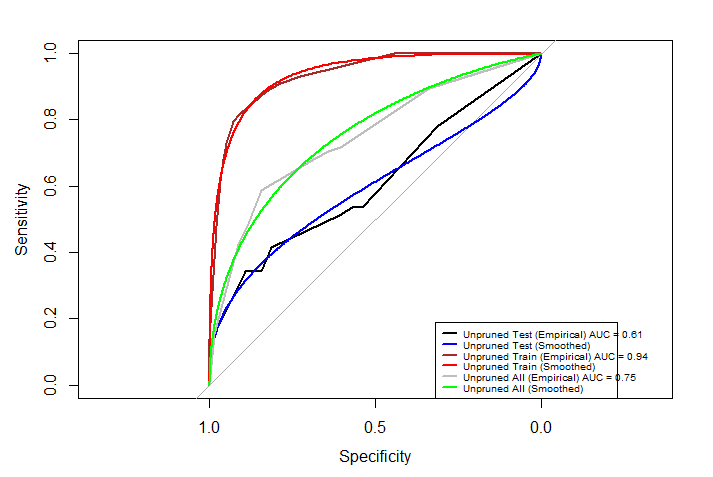 1.0
0.8
0.6
0.4
0.2
0.0
Sensitivity
Unpruned Test (Empirical) AUC = 0.61
Unpruned Test (Smoothed)
Unpruned Train (Empirical) AUC = 0.94
Unpruned Train (Smoothed)
Unpruned All (Empirical) AUC = 0.75
Unpruned All (Smoothed)
1.0 0.5 0.0
Specificity